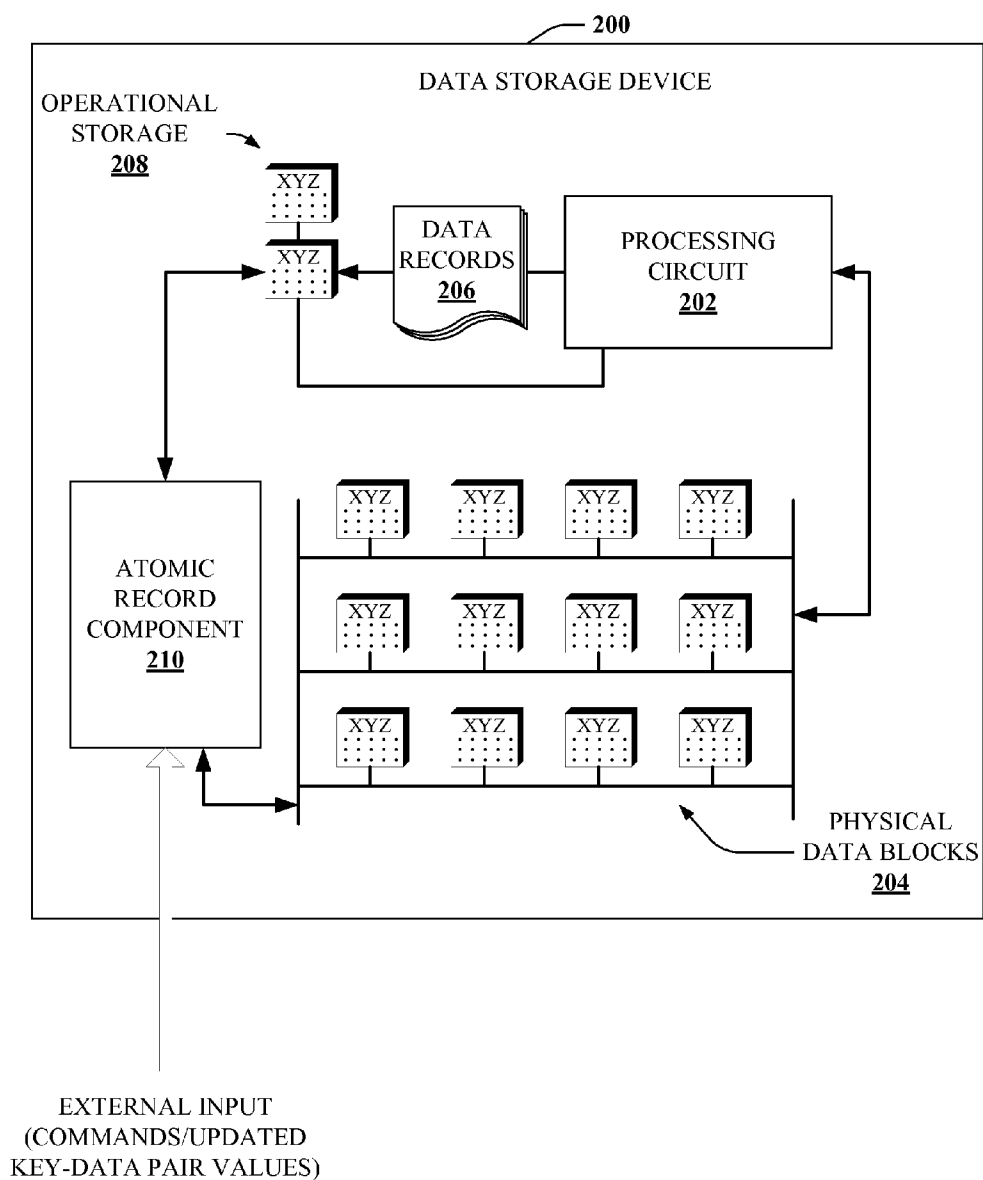 200
DATA STORAGE DEVICE
OPERATIONAL
STORAGE
208
XYZ
XYZ
DATA
RECORDS
206
PROCESSING
CIRCUIT
202
ATOMIC
RECORD
COMPONENT
210
XYZ XYZ XYZ XYZ
XYZ XYZ XYZ XYZ
XYZ XYZ XYZ XYZ
PHYSICAL
DATA BLOCKS
204
EXTERNAL INPUT
(COMMANDS/UPDATED
KEY-DATA PAIR VALUES)